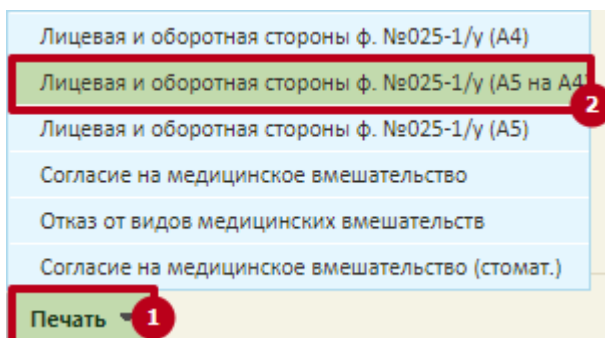 Лицевая и оборотная стороны ф. №025-1/у (А4)
Лицевая и оборотная стороны ф. №025-1/у (А5 на А4)
2
Лицевая и оборотная стороны ф. №025-1/у (А5)
Согласие на медицинское вмешательство
Отказ от видов медицинских вмешательств
Согласие на медицинское вмешательство (стомат.)
Печать 1